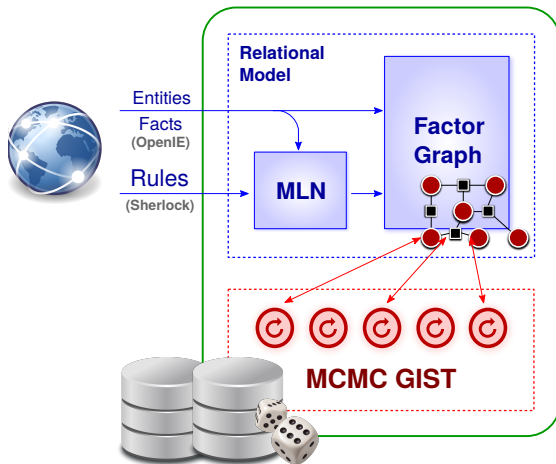 Relational
Model
Entities
Facts
(OpenIE)
Rules
(Sherlock)
MLN
Factor
Graph
MCMC GIST